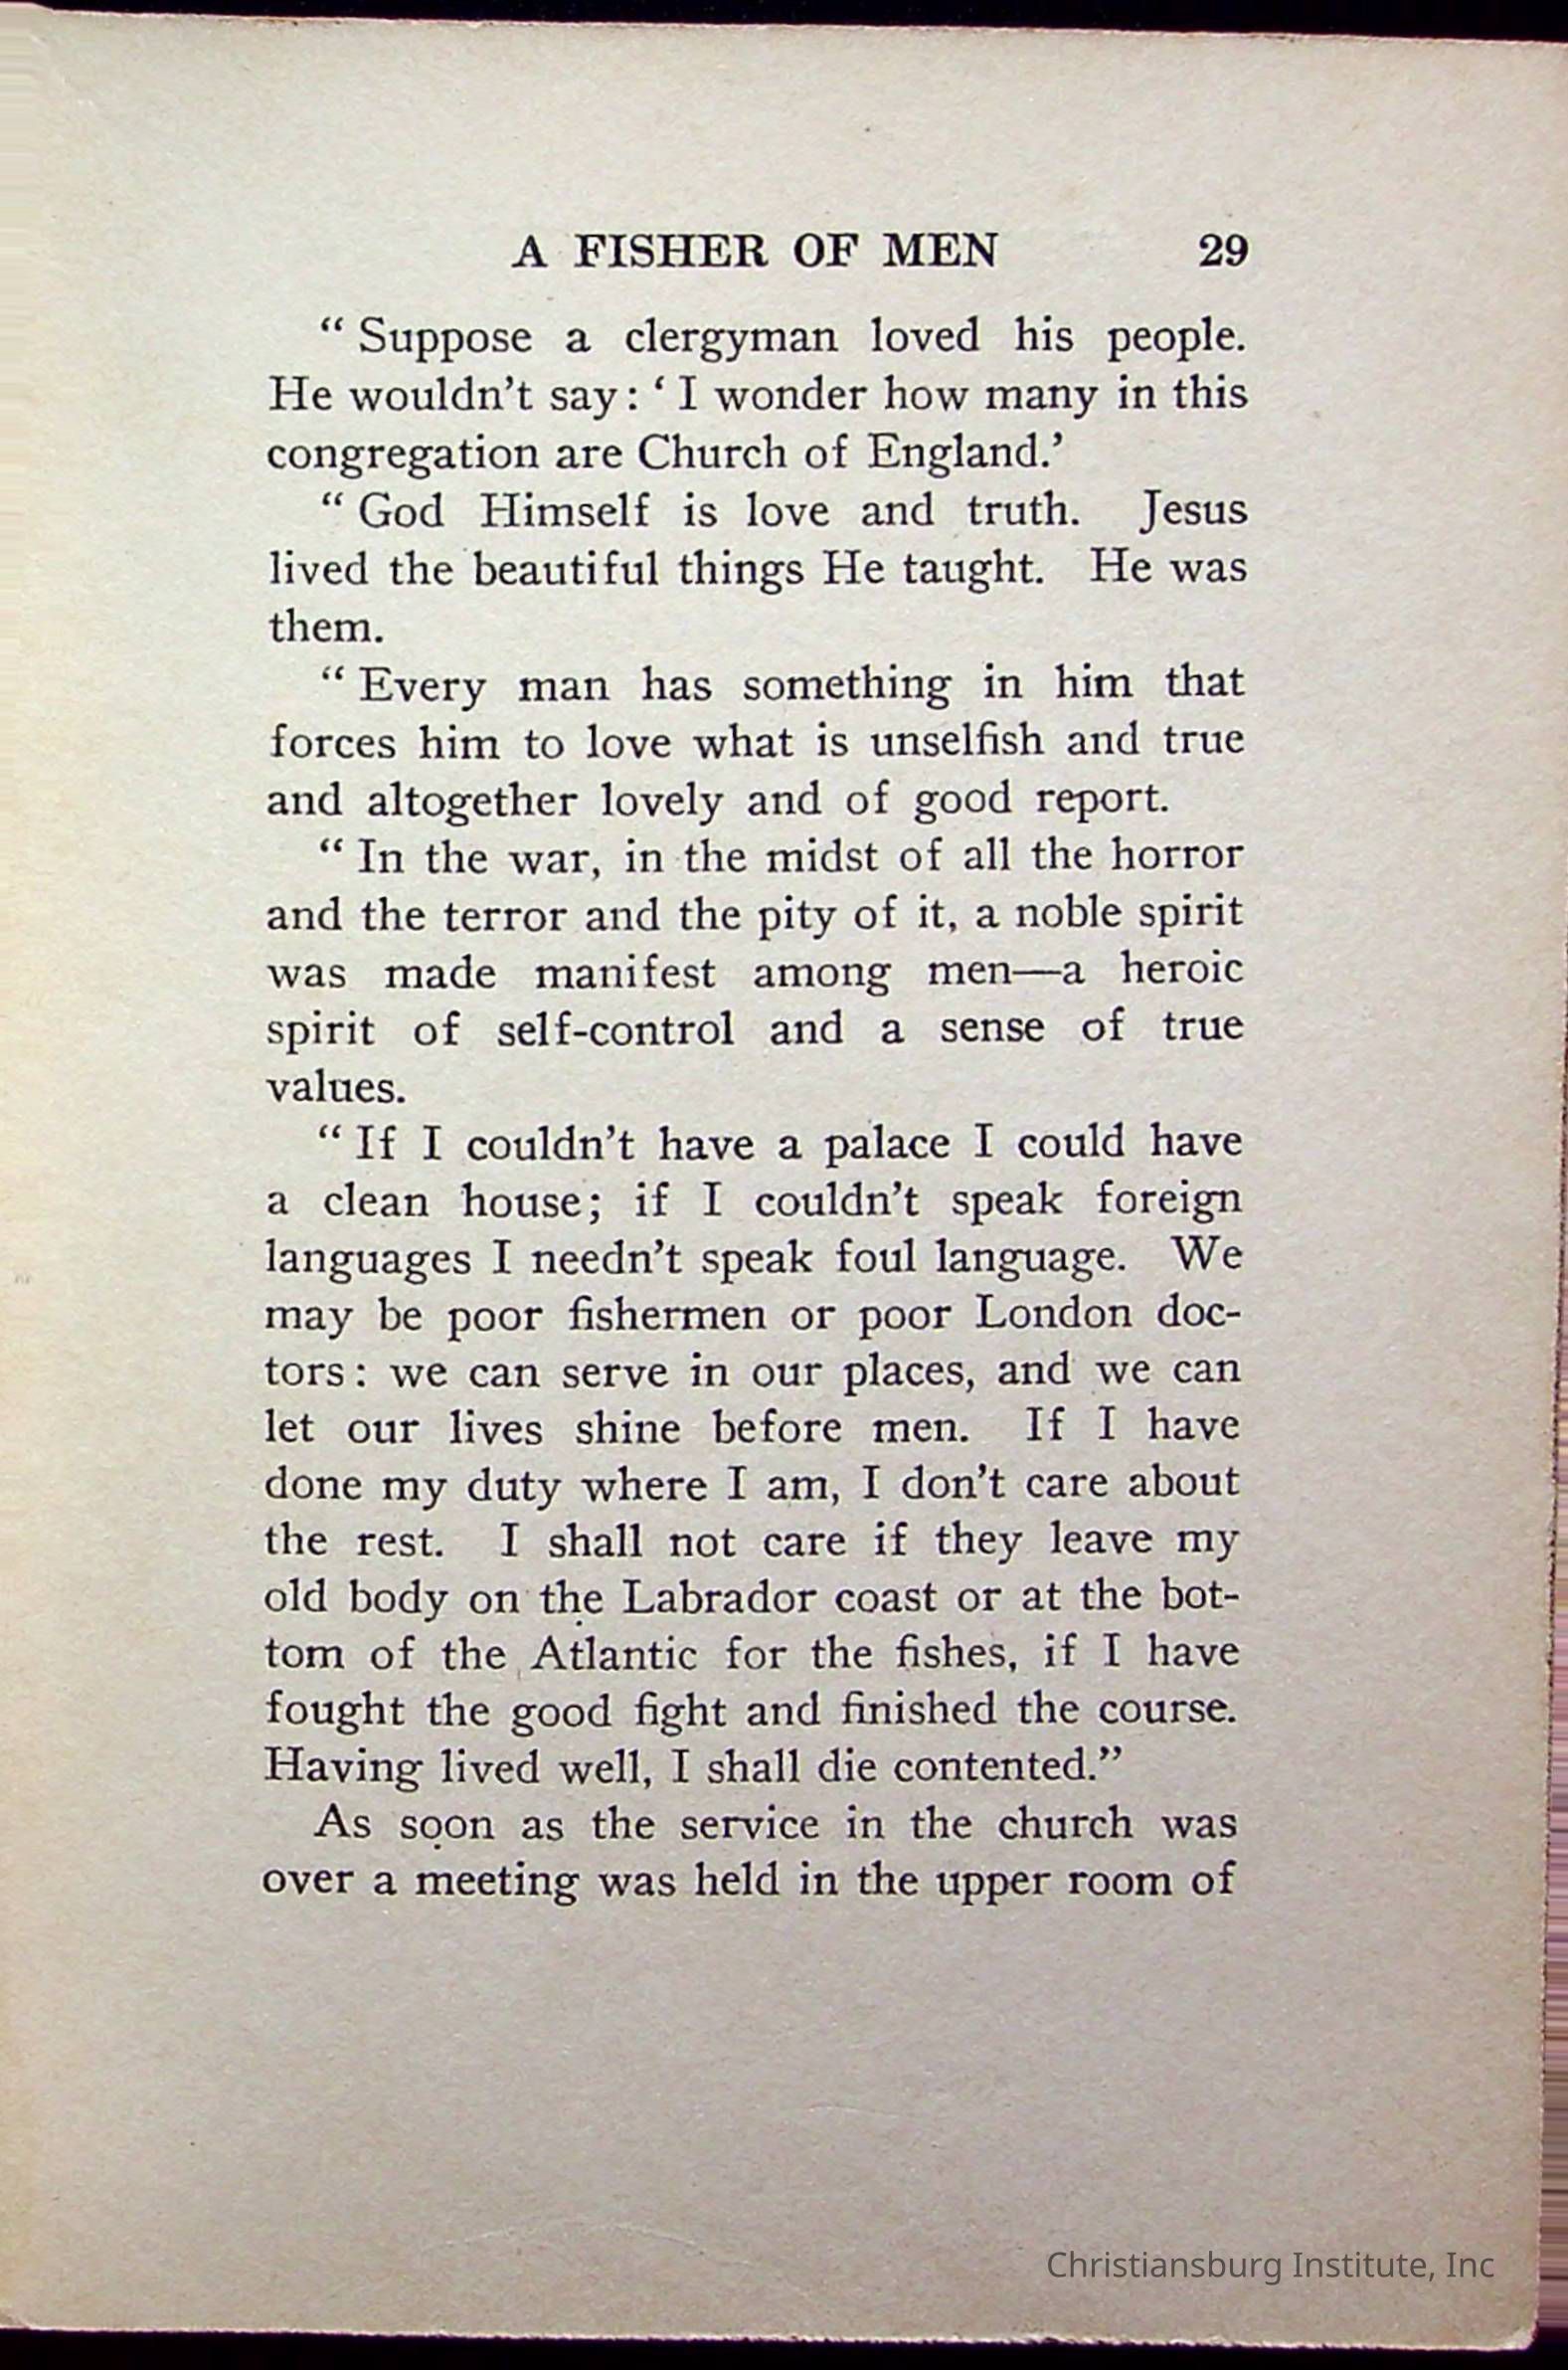 A FISHER OF MEN 29
“ Suppose a clergyman loved his people.
He wouldn’t say: ‘ I wonder how many in this
congregation are Church of England.’
“ God Himself is love and truth. Jesus
lived the beautiful things He taught. He was
them.
“ Every man has something in him that
forces him to love what is unselfish and true
and altogether lovely and of good report.
“ In the war, in the midst of all the horror
and the terror and the pity of it, a noble spirit
was made manifest among men—a heroic
spirit of self-control and a sense of true
values.
“ If I couldn’t have a palace I could have
a clean house; if I couldn’t speak foreign
languages I needn’t speak foul language. We
may be poor fishermen or poor London doc-
tors: we can serve in our places, and we can
let our lives shine before men. If I have
done my duty where I am, I don’t care about
the rest. I shall not care if they leave my
old body on the Labrador coast or at the bot-
tom of the Atlantic for the fishes, if I have
fought the good fight and finished the course.
Having lived well, I shall die contented.”
As soon as the service in the church was
over a meeting was held in the upper room of
Christiansburg Institute, Inc